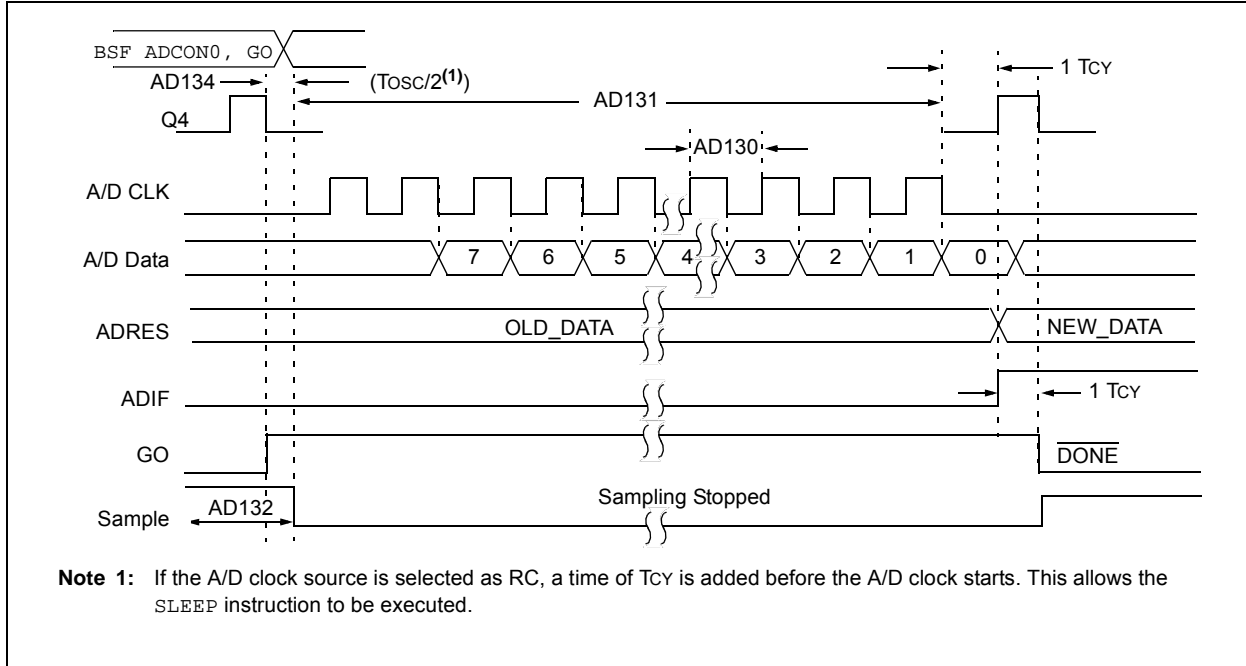 BSF ADCON0, GO
AD134 (TOSC/2(1)) 1 TCY
AD131
Q4
AD130
A/D CLK
A/D Data 7 6 5 4 3 2 1 0
ADRES OLD_DATA NEW_DATA
ADIF 1 TCY
GO DONE
Sample AD132 Sampling Stopped
Note 1: If the A/D clock source is selected as RC, a time of TCY is added before the A/D clock starts. This allows the
SLEEP instruction to be executed.